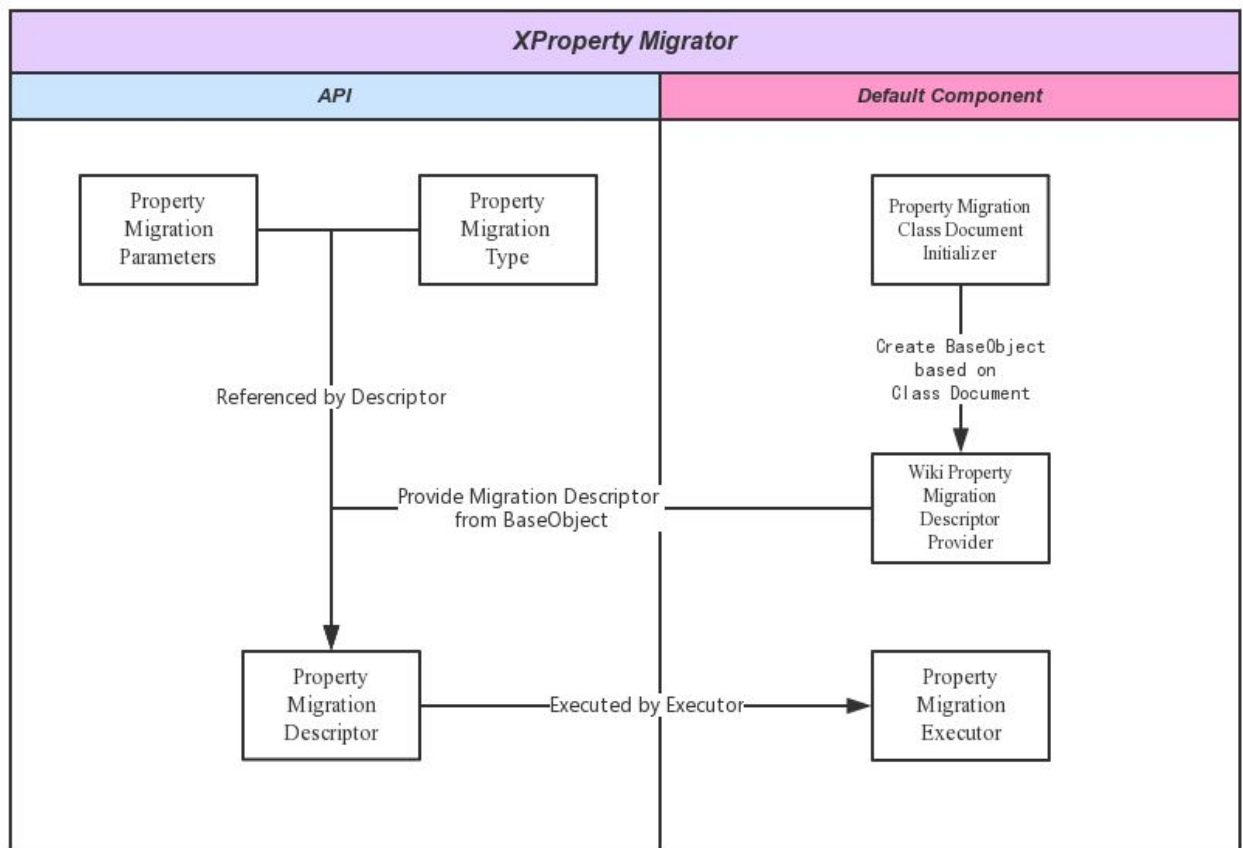 XProperty Migrator
API
Default Component
Property
Migration
Parameters
Property
Migration
Type
Property Migration
Class Document
Initializer
Referenced by Descriptor
Create BaseObject
based on
Class Document
Provide Migration Descriptor
from BaseObject
Wiki Property
Migration
Descriptor
Provider
Property
Migration
Descriptor
Executed by Executor
Property
Migration
Executor